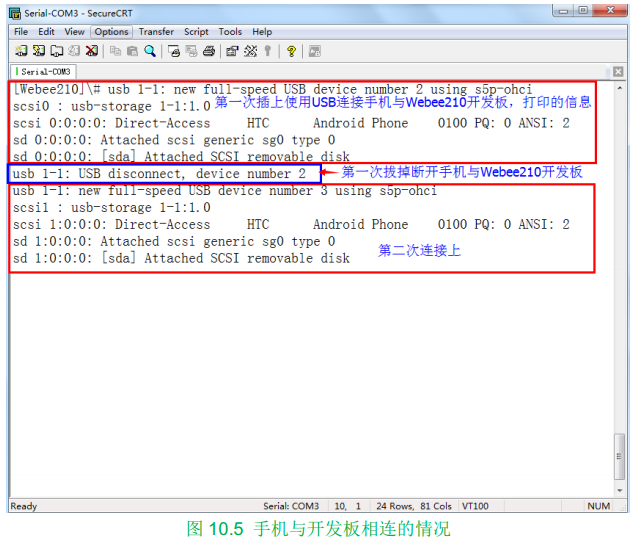 Serial-COM3 - SecureCRT
File Edit View Options Transfer Script Tools Help
Serial-COM3
[Webee210]\# usb 1-1: new full-speed USB device number 2 using s5p-ohci
scsi0 : usb-storage 1-1:1.0 第一次插上使用USB连接手机与Webee210开发板，打印的信息
scsi 0:0:0:0: Direct-Access HTC Android Phone 0100 PQ: 0 ANSI: 2
sd 0:0:0:0: Attached scsi generic sg0 type 0
sd 0:0:0:0: [sda] Attached SCSI removable disk
usb 1-1: USB disconnect, device number 2 第一次拔掉断开手机与Webee210开发板
usb 1-1: new full-speed USB device number 3 using s5p-ohci
scsi1 : usb-storage 1-1:1.0
scsi 1:0:0:0: Direct-Access HTC Android Phone 0100 PQ: 0 ANSI: 2
sd 1:0:0:0: Attached scsi generic sg0 type 0
sd 1:0:0:0: [sda] Attached SCSI removable disk 第二次连接上
Ready Serial: COM3 10, 1 24 Rows, 81 Cols VT100 NUM
图 10.5 手机与开发板相连的情况